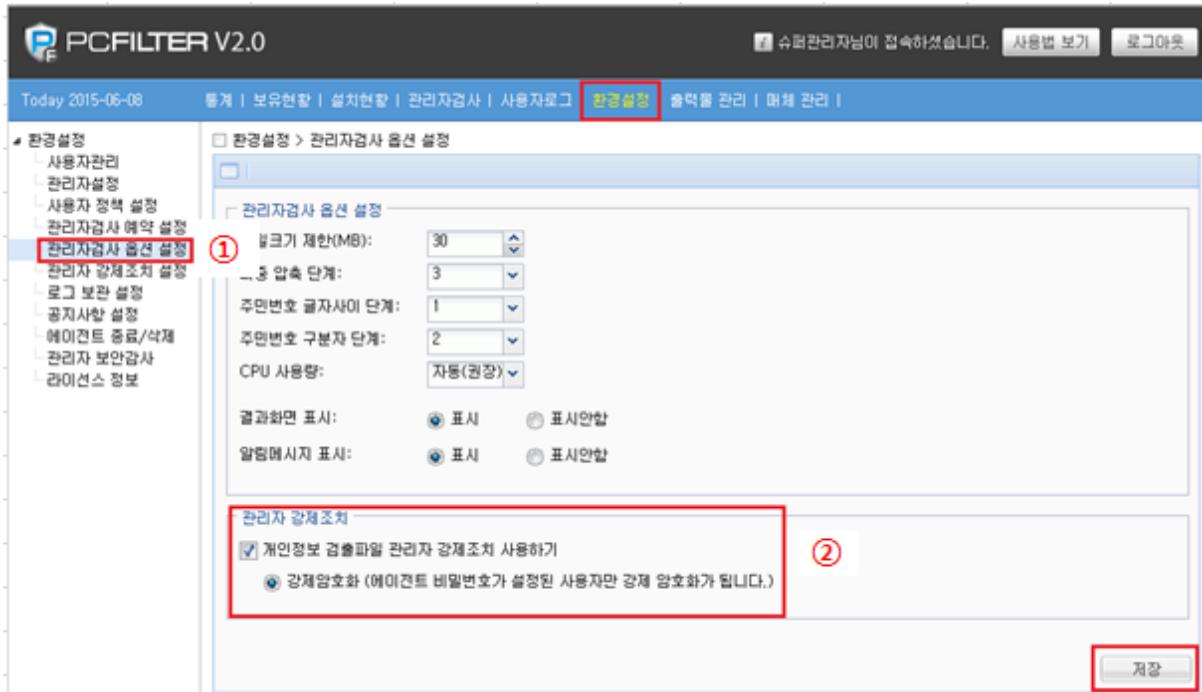 PCFILTER V2.0
슈퍼관리자님이 접속하셨습니다. 사용법 보기 로그아웃
Today 2015-06-08 통계 | 보유현황 | 설치현황 | 관리자검사 | 사용자로그 | 환경설정 | 출력물 관리 | 매체 관리 |
환경설정
사용자관리
관리자설정
사용자 정책 설정
관리자검사 예약 설정
관리자검사 옵션 설정
관리자 강제조치 설정
로그 보관 설정
공지사항 설정
에이전트 종료/삭제
관리자 보안감사
라이선스 정보
①
환경설정 > 관리자검사 옵션 설정
관리자검사 옵션 설정
일크기 제한(MB): 30
중 압축 단계: 3
주민번호 글자사이 단계: 1
주민번호 구분자 단계: 2
CPU 사용량: 자동(권장)
결과화면 표시: 표시 표시안함
알림메시지 표시: 표시 표시안함
관리자 강제조치
개인정보 검출파일 관리자 강제조치 사용하기
강제암호화 (에이전트 비밀번호가 설정된 사용자만 강제 암호화가 됩니다.)
②
저장